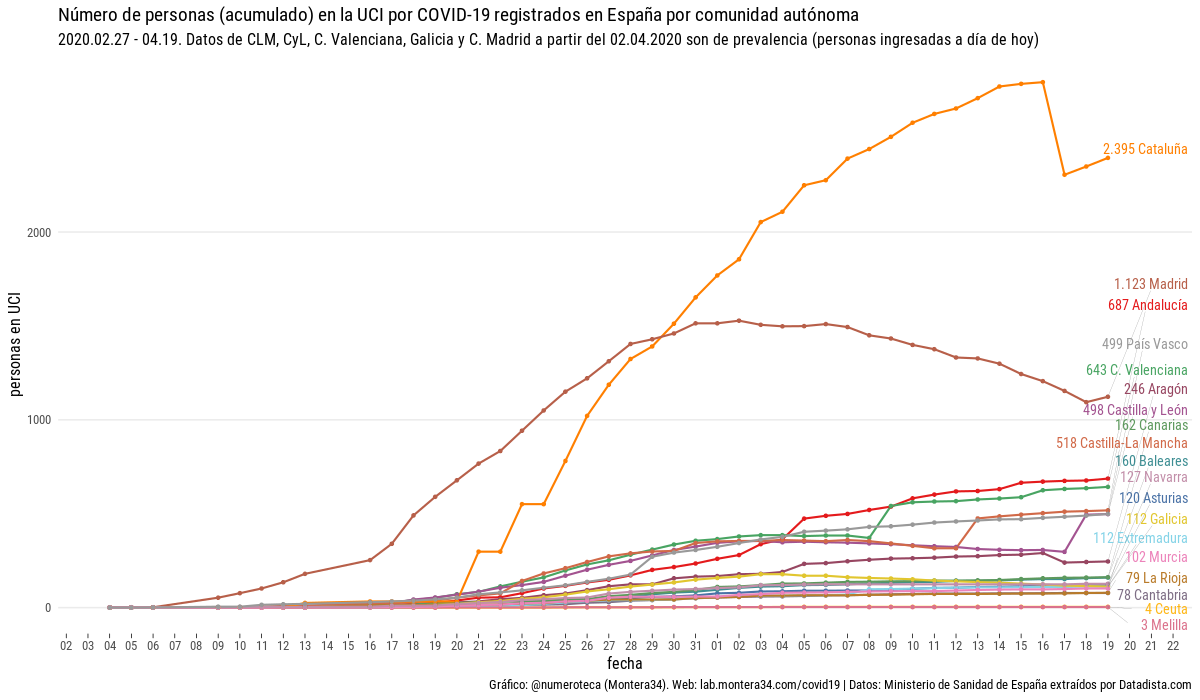 Número de personas (acumulado) en la UCI por COVID-19 registrados en España por comunidad autónoma
2020.02.27 - 04.19. Datos de CLM, CyL, C. Valenciana, Galicia y C. Madrid a partir del 02.04.2020 son de prevalencia (personas ingresadas a día de hoy)
personas en UCI
2000
1000
0
2.395 Cataluña
1.123 Madrid
687 Andalucía
499 País Vasco
643 C. Valenciana
246 Aragón
498 Castilla y León
162 Canarias
518 Castilla-La Mancha
160 Baleares
127 Navarra
120 Asturias
112 Galicia
112 Extremadura
102 Murcia
79 La Rioja
78 Cantabria
4 Ceuta
3 Melilla
02 03 04 05 06 07 08 09 10 11 12 13 14 15 16 17 18 19 20 21 22 23 24 25 26 27 28 29 30 31 01 02 03 04 05 06 07 08 09 10 11 12 13 14 15 16 17 18 19 20 21 22
fecha
Gráfico: @numeroteca (Montera34). Web: lab.montera34.com/covid19 | Datos: Ministerio de Sanidad de España extraídos por Datadista.com